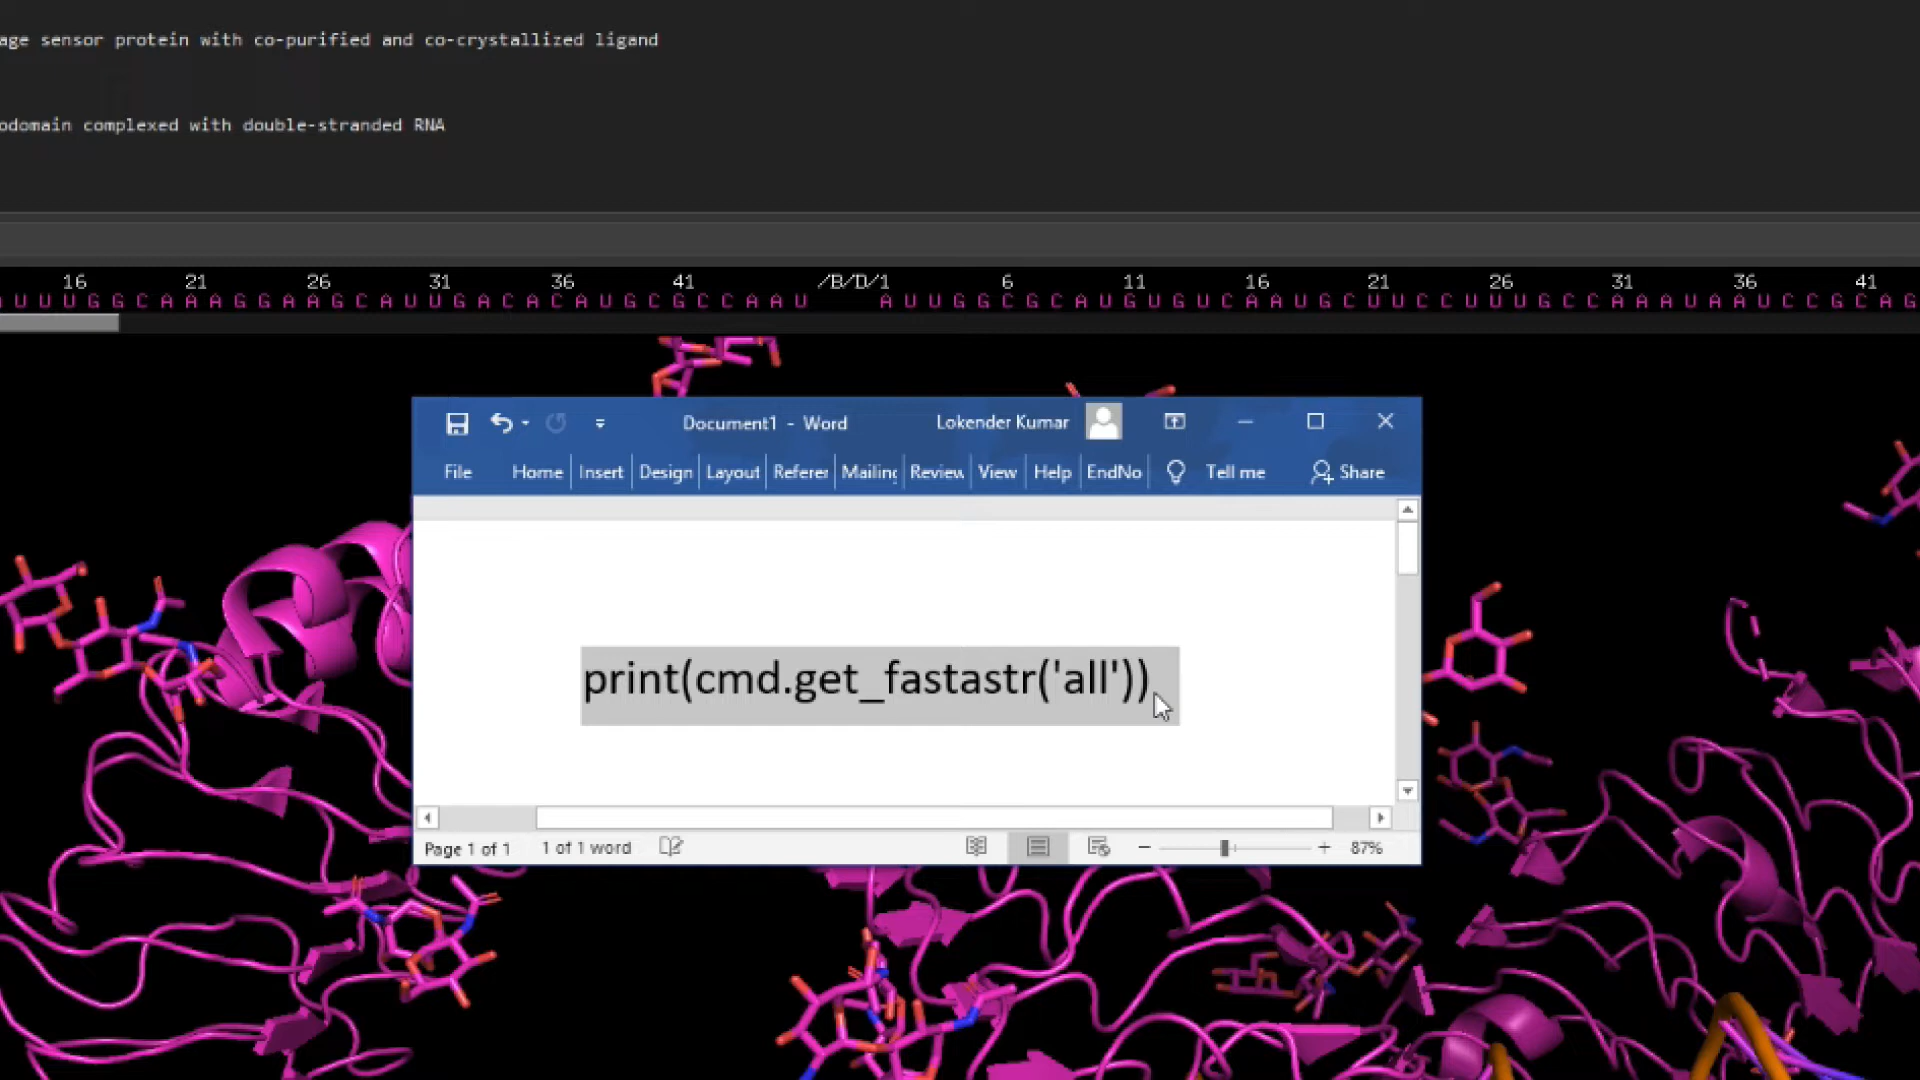 age sensor protein with co-purified and co-crystallized ligand
odomain complexed with double-stranded RNA
16 21 26 31 36 41 /B/D/1 6 11 16 21 26 31 36 41
U U U G G C A A A G G A A G C A U U G A C A C A U G C G C C A A U A U U G G C A U G U G U C A A U G C U U C C U U U G C C A A A U A A U C C G C A G
Document1 - Word Lokender Kumar
File Home Insert Design Layout Referer Mailing Review View Help EndNo Tell me Share
print(cmd.get_fastastr('all'))
Page 1 of 1 1 of 1 word 87%